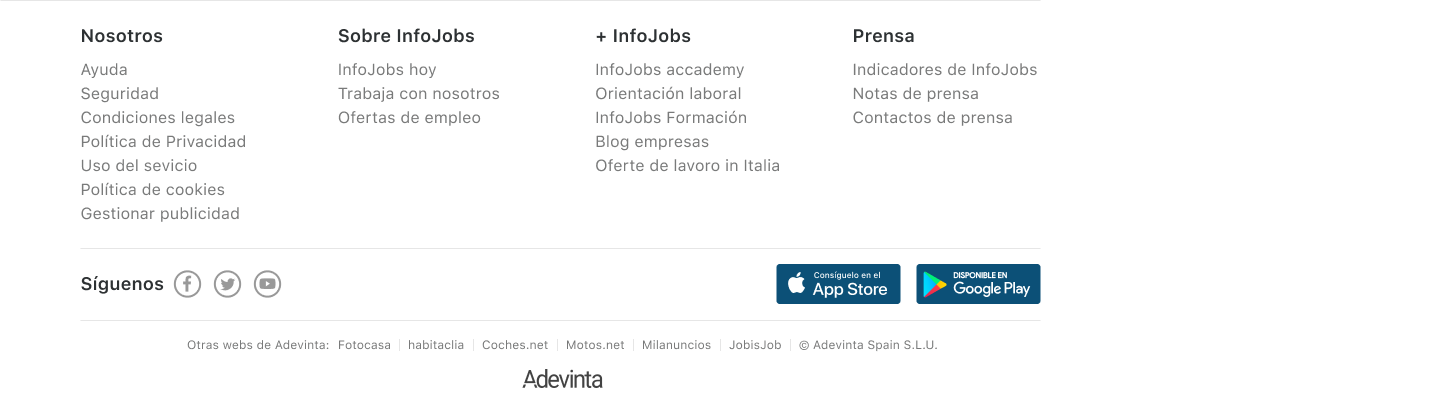 Nosotros
Ayuda
Seguridad
Condiciones legales
Política de Privacidad
Uso del sevicio
Política de cookies
Gestionar publicidad
Sobre InfoJobs
InfoJobs hoy
Trabaja con nosotros
Ofertas de empleo
+ InfoJobs
InfoJobs accademy
Orientación laboral
InfoJobs Formación
Blog empresas
Oferte de lavoro in Italia
Prensa
Indicadores de InfoJobs
Notas de prensa
Contactos de prensa
Síguenos
Consíguelo en el
App Store
DISPONIBLE EN
Google Play
Otras webs de Adevinta: Fotocasa habitaclia Coches.net Motos.net Milanuncios JobisJob © Adevinta Spain S.L.U.
Adevinta